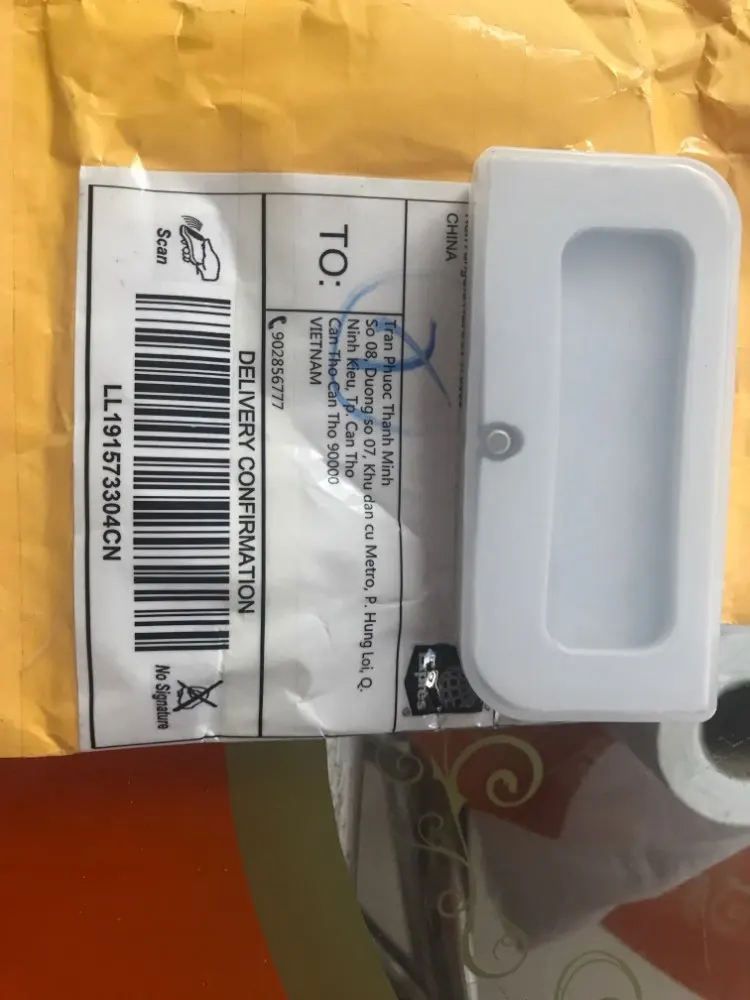 CHINA
TO:
Tran Phuoc Thanh Minh
So 08, Duong so 07, Khu dan cu Metro, P. Hung Loi, Q.
Ninh Kieu, Tp. Can Tho
Can Tho Can Tho 90000
VIETNAM
902856777
DELIVERY CONFIRMATION
Scan
No Signature
LL191573304CN